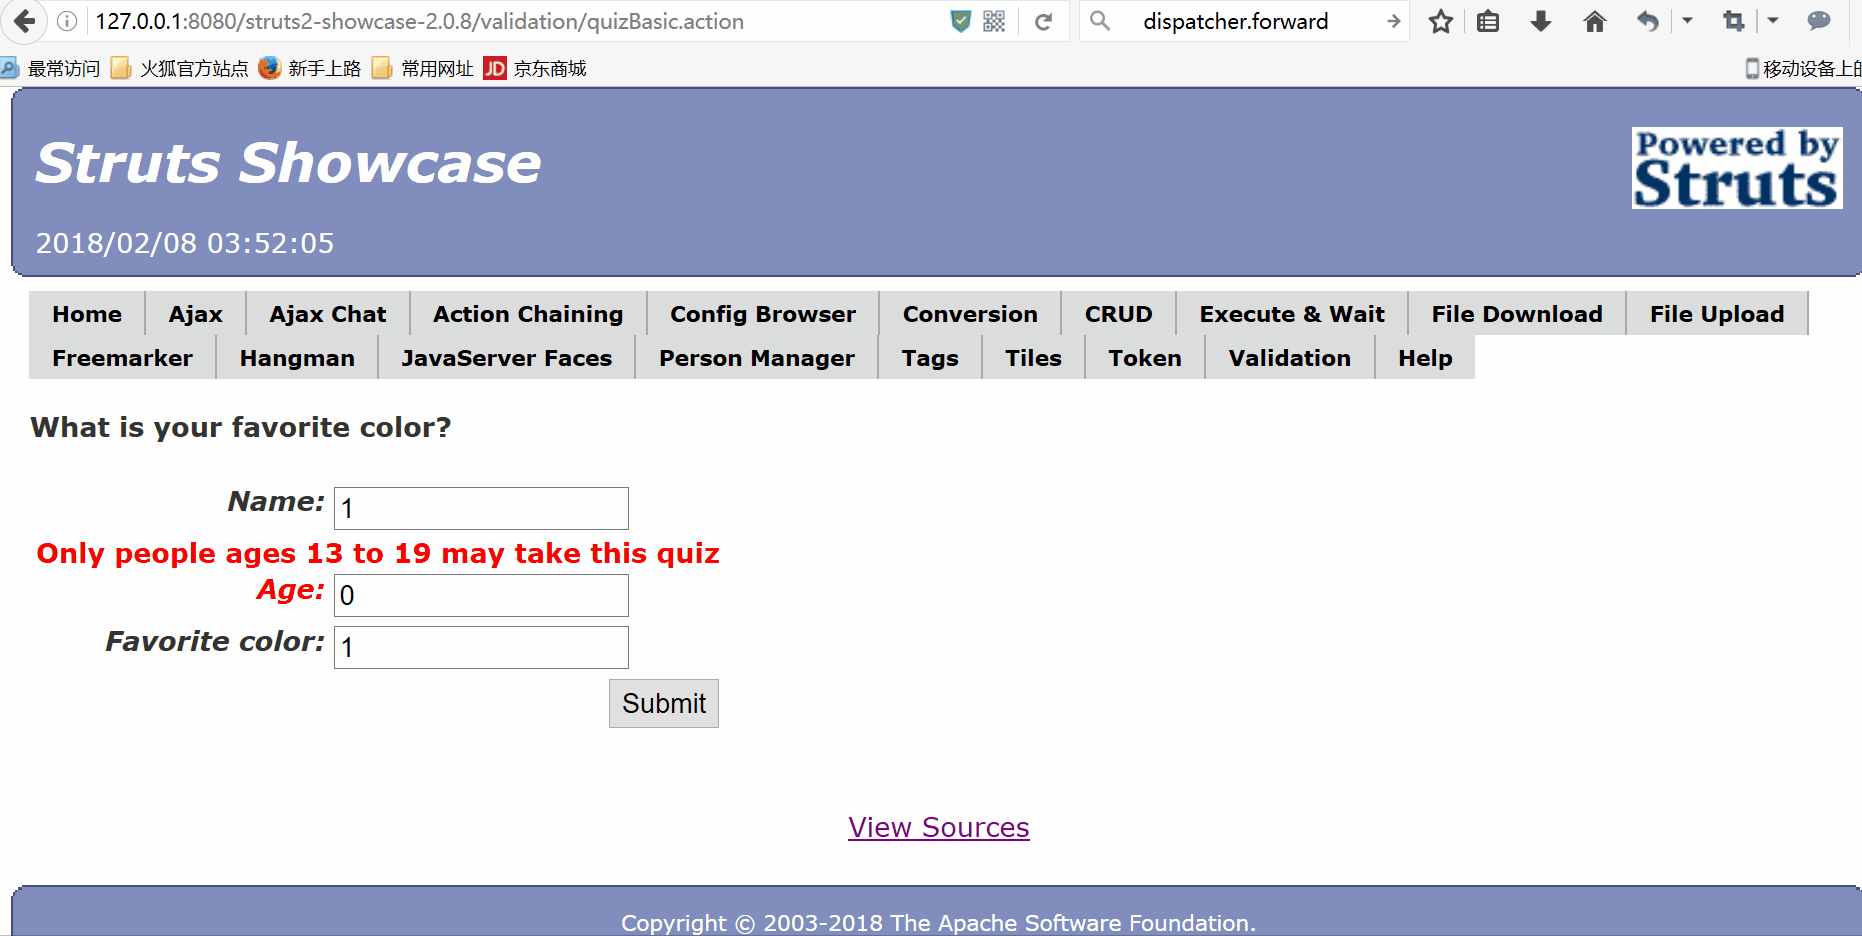 127.0.0.1:8080/struts2-showcase-2.0.8/validation/quizBasic.action dispatcher.forward
最常访问 火狐官方站点 新手上路 常用网址 JD 京东商城 移动设备上的
Struts Showcase
Powered by
Struts
2018/02/08 03:52:05
Home Ajax Ajax Chat Action Chaining Config Browser Conversion CRUD Execute & Wait File Download File Upload
Freemarker Hangman JavaServer Faces Person Manager Tags Tiles Token Validation Help
What is your favorite color?
Name: 1
Only people ages 13 to 19 may take this quiz
Age: 0
Favorite color: 1
Submit
View Sources
Copyright © 2003-2018 The Apache Software Foundation.